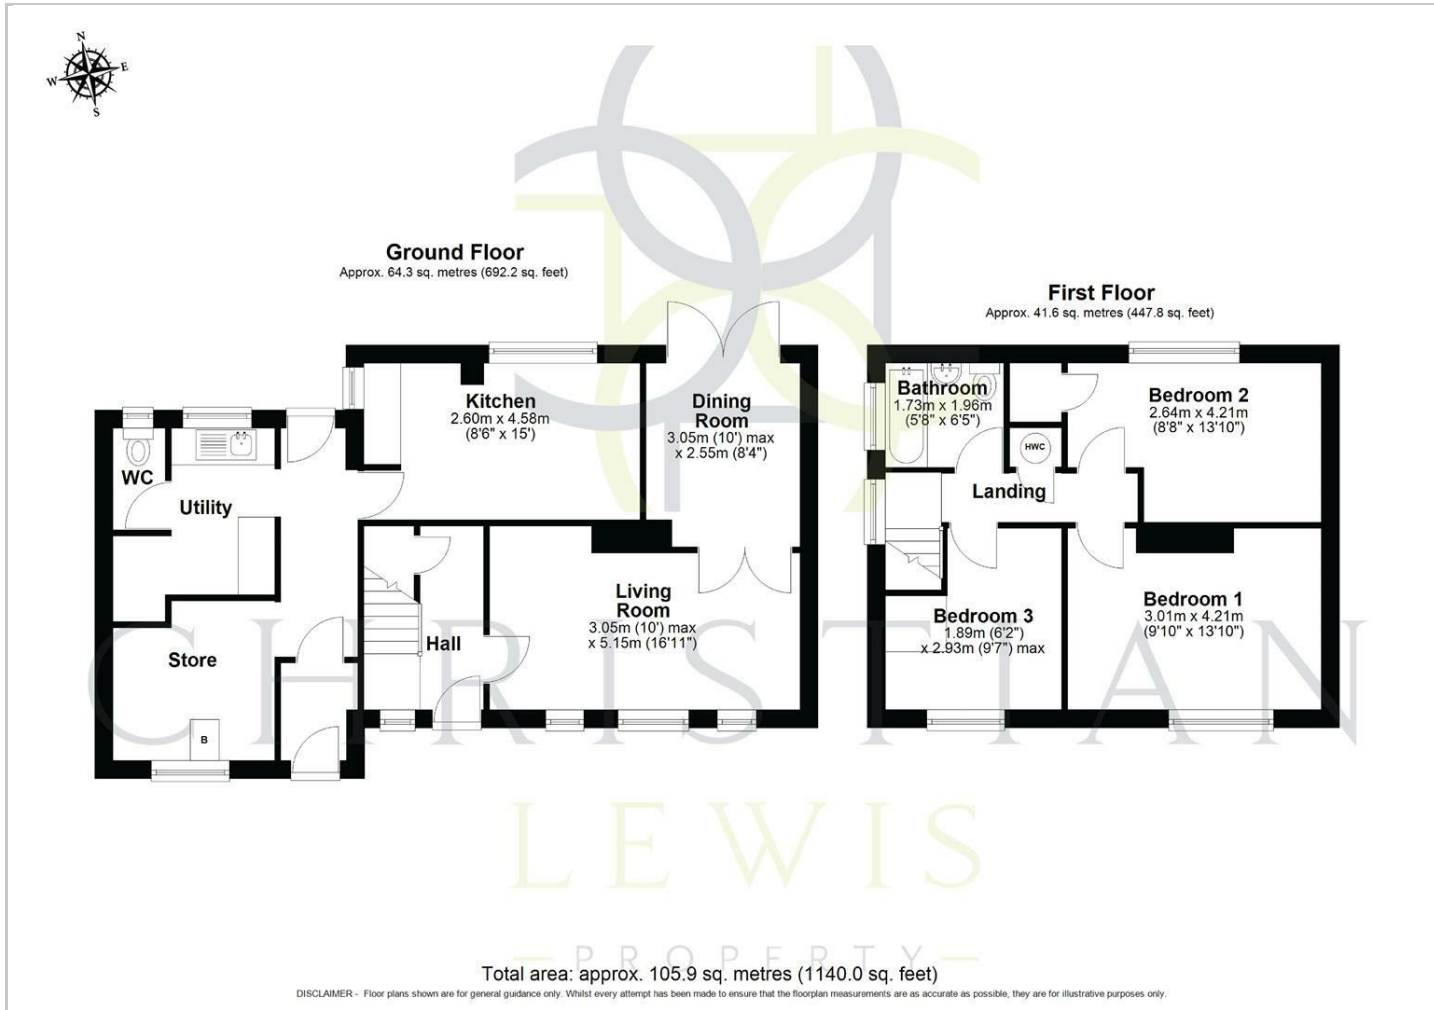 N
W E
S
Ground Floor
Approx. 64.3 sq. metres (692.2 sq. feet)
Kitchen
2.60m x 4.58m
(8'6" x 15')
Dining
Room
3.05m (10') max
x 2.55m (8'4")
WC
Utility
Living
Room
3.05m (10') max
x 5.15m (16'11")
Hall
Store
B
First Floor
Approx. 41.6 sq. metres (447.8 sq. feet)
Bathroom
1.73m x 1.96m
(5'8" x 6'5")
Bedroom 2
2.64m x 4.21m
(8'8" x 13'10")
HWC
Landing
Bedroom 3
1.89m (6'2")
x 2.93m (9'7") max
Bedroom 1
3.01m x 4.21m
(9'10" x 13'10")
CHRISTIAN
LEWIS
PROPERTY
Total area: approx. 105.9 sq. metres (1140.0 sq. feet)
DISCLAIMER - Floor plans shown are for general guidance only. Whilst every attempt has been made to ensure that the floorplan measurements are as accurate as possible, they are for illustrative purposes only.